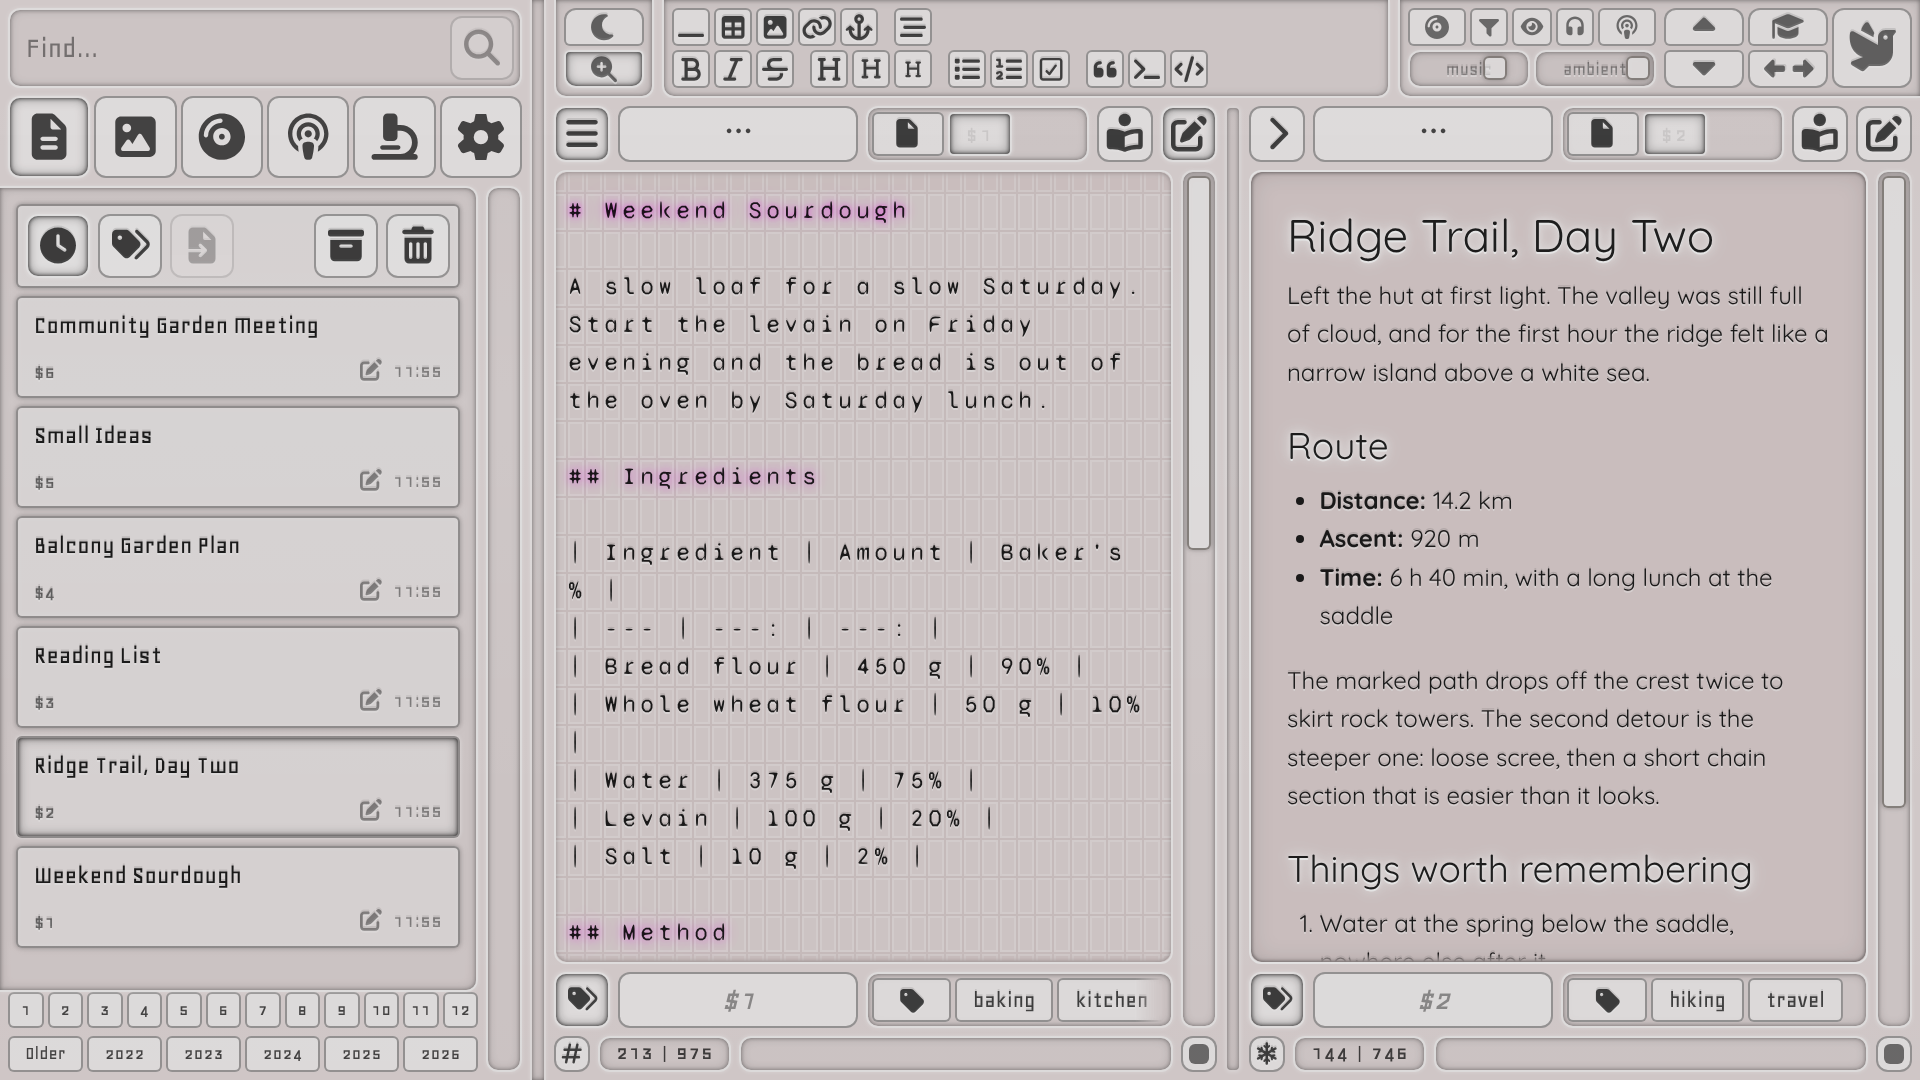 Find...
music
ambient
...
$1
...
$2
Community Garden Meeting
$6
11:55
Small Ideas
$5
11:55
Balcony Garden Plan
$4
11:55
Reading List
$3
11:55
Ridge Trail, Day Two
$2
11:55
Weekend Sourdough
$1
11:55
1 2 3 4 5 6 7 8 9 10 11 12
Older 2022 2023 2024 2025 2026
# Weekend Sourdough
A slow loaf for a slow Saturday.
Start the levain on Friday
evening and the bread is out of
the oven by Saturday lunch.
## Ingredients
| Ingredient | Amount | Baker's
% |
| --- | ---: | ---: |
| Bread flour | 450 g | 90% |
| Whole wheat flour | 50 g | 10%
|
| Water | 375 g | 75% |
| Levain | 100 g | 20% |
| Salt | 10 g | 2% |
## Method
$1
baking
kitchen
213 | 975
Ridge Trail, Day Two
Left the hut at first light. The valley was still full
of cloud, and for the first hour the ridge felt like a
narrow island above a white sea.
Route
• Distance: 14.2 km
• Ascent: 920 m
• Time: 6 h 40 min, with a long lunch at the
saddle
The marked path drops off the crest twice to
skirt rock towers. The second detour is the
steeper one: loose scree, then a short chain
section that is easier than it looks.
Things worth remembering
1. Water at the spring below the saddle,
nowhere else after it
$2
hiking
travel
144 | 746